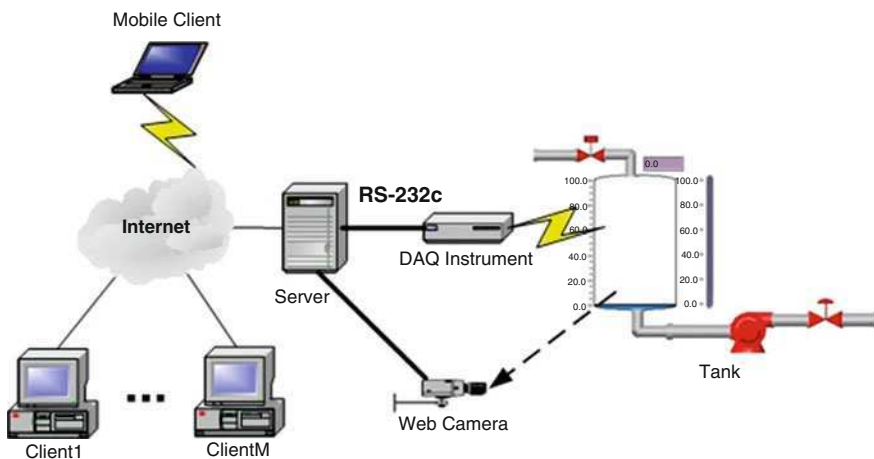 Mobile Client
Internet
RS-232c
Server
DAQ Instrument
0.0
100.0
80.0
60.0
40.0
20.0
0.0
100.0
80.0
60.0
40.0
20.0
0.0
Tank
Web Camera
Client1
...
ClientM